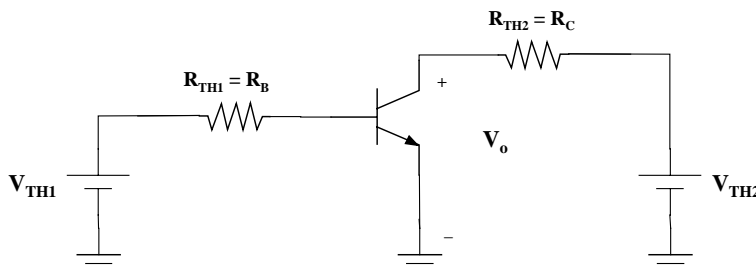 R_TH2 = R_C
R_TH1 = R_B
+
V_o
V_TH1
V_TH2
–